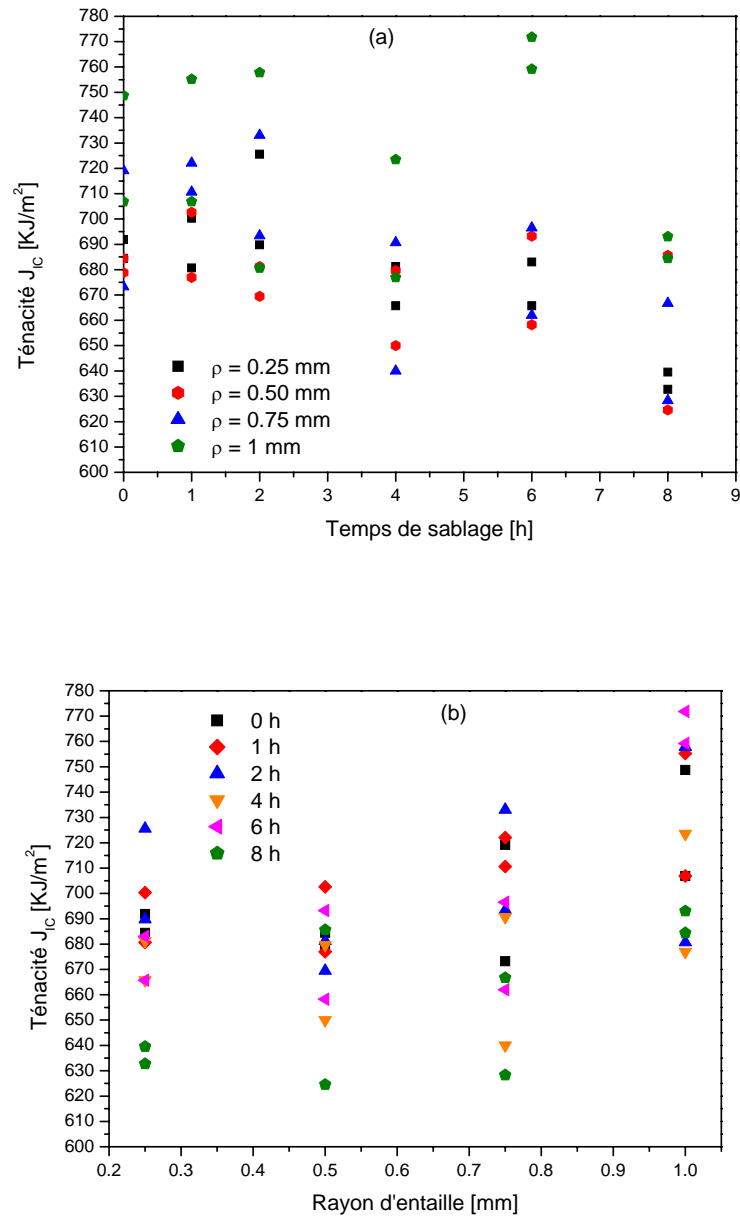 780
770
760
750
740
730
720
710
700
690
680
670
660
650
640
630
620
610
600
Ténacité J_IC [KJ/m²]
(a)
ρ = 0.25 mm
ρ = 0.50 mm
ρ = 0.75 mm
ρ = 1 mm
0 1 2 3 4 5 6 7 8 9
Temps de sablage [h]
780
770
760
750
740
730
720
710
700
690
680
670
660
650
640
630
620
610
600
Ténacité J_IC [KJ/m²]
(b)
0 h
1 h
2 h
4 h
6 h
8 h
0.2 0.3 0.4 0.5 0.6 0.7 0.8 0.9 1.0
Rayon d'entaille [mm]